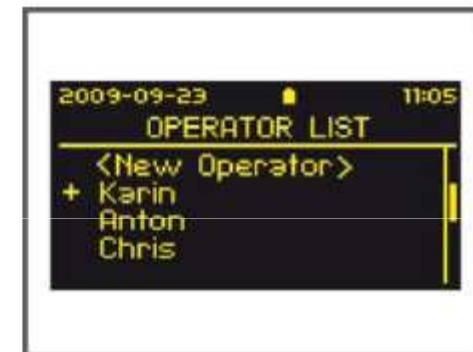 2009-09-23 11:05
OPERATOR LIST
<New Operator>
+ Karin
Anton
Chris